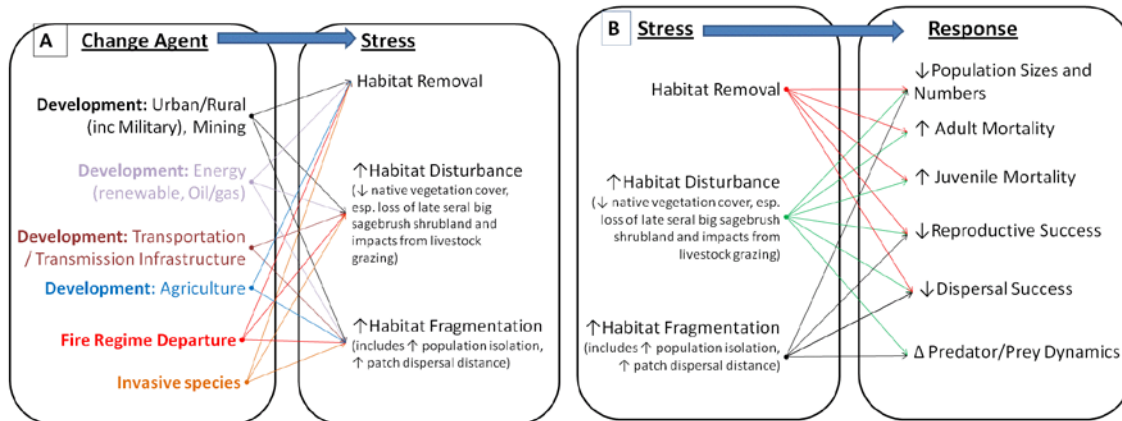 A
Change Agent
Stress
Development: Urban/Rural
(inc Military), Mining
Development: Energy
(renewable, Oil/gas)
Development: Transportation
/ Transmission Infrastructure
Development: Agriculture
Fire Regime Departure
Invasive species
Habitat Removal
↑Habitat Disturbance
(↓ native vegetation cover,
esp. loss of late seral big
sagebrush shrubland and
impacts from livestock
grazing)
↑Habitat Fragmentation
(includes ↑ population isolation,
↑ patch dispersal distance)
B
Stress
Response
Habitat Removal
↑Habitat Disturbance
(↓ native vegetation cover, esp.
loss of late seral big sagebrush
shrubland and impacts from
livestock grazing)
↑Habitat Fragmentation
(includes ↑ population isolation,
↑ patch dispersal distance)
↓Population Sizes and
Numbers
↑ Adult Mortality
↑ Juvenile Mortality
↓Reproductive Success
↓Dispersal Success
Δ Predator/Prey Dynamics